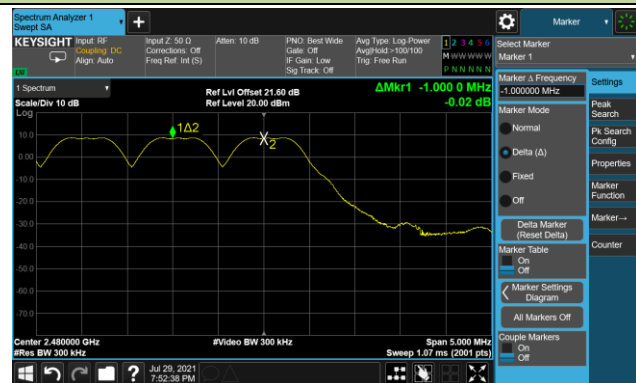 Spectrum Analyzer 1
Swept SA
Marker
KEYSIGHT
Input: RF
Coupling: DC
Align: Auto
Input Z: 50 Ω
Corrections: Off
Freq Ref: Int (S)
Atten: 10 dB
PNO: Best Wide
Gate: Off
IF Gain: Low
Sig Track: Off
Avg Type: Log-Power
Avg|Hold:>100/100
Trig: Free Run
1 2 3 4 5 6
M W W W W W
P N N N N N
Select Marker
Marker 1
LW
1 Spectrum
Scale/Div 10 dB
Log
Ref Lvl Offset 21.60 dB
Ref Level 20.00 dBm
ΔMkr1 -1.000 0 MHz
-0.02 dB
10.0
0.00
-10.0
-20.0
-30.0
-40.0
-50.0
-60.0
-70.0
1Δ2
2
Center 2.480000 GHz
#Res BW 300 kHz
#Video BW 300 kHz
Span 5.000 MHz
Sweep 1.07 ms (2001 pts)
Marker Δ Frequency
-1.000000 MHz
Marker Mode
Normal
Delta (Δ)
Fixed
Off
Delta Marker
(Reset Delta)
Marker Table
On
Off
Marker Settings
Diagram
All Markers Off
Couple Markers
On
Off
Settings
Peak
Search
Pk Search
Config
Properties
Marker
Function
Marker→
Counter
?
Jul 29, 2021
7:52:38 PM